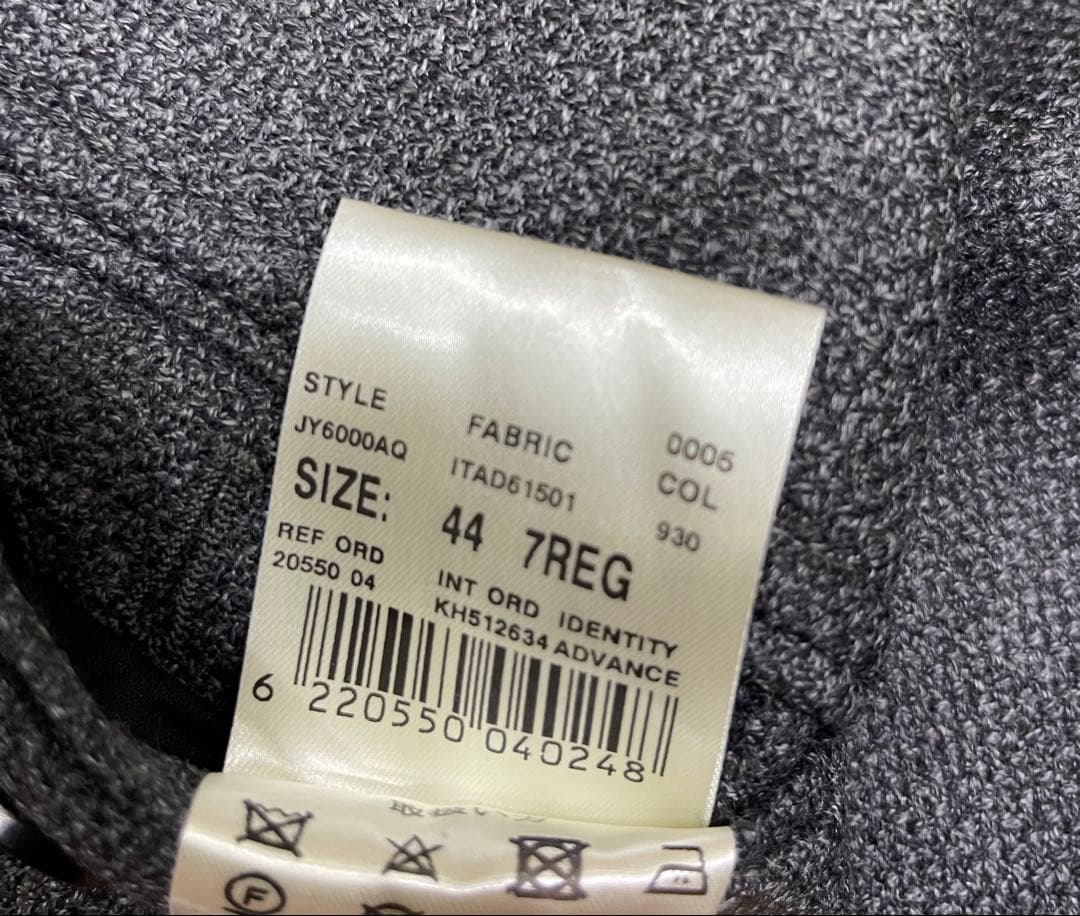 STYLE FABRIC 0005
JY6000AQ ITAD61501 COL
930
SIZE: 44 7REG
REF ORD INT ORD IDENTITY
20550 04 KH512634 ADVANCE
6 220550 040248
F